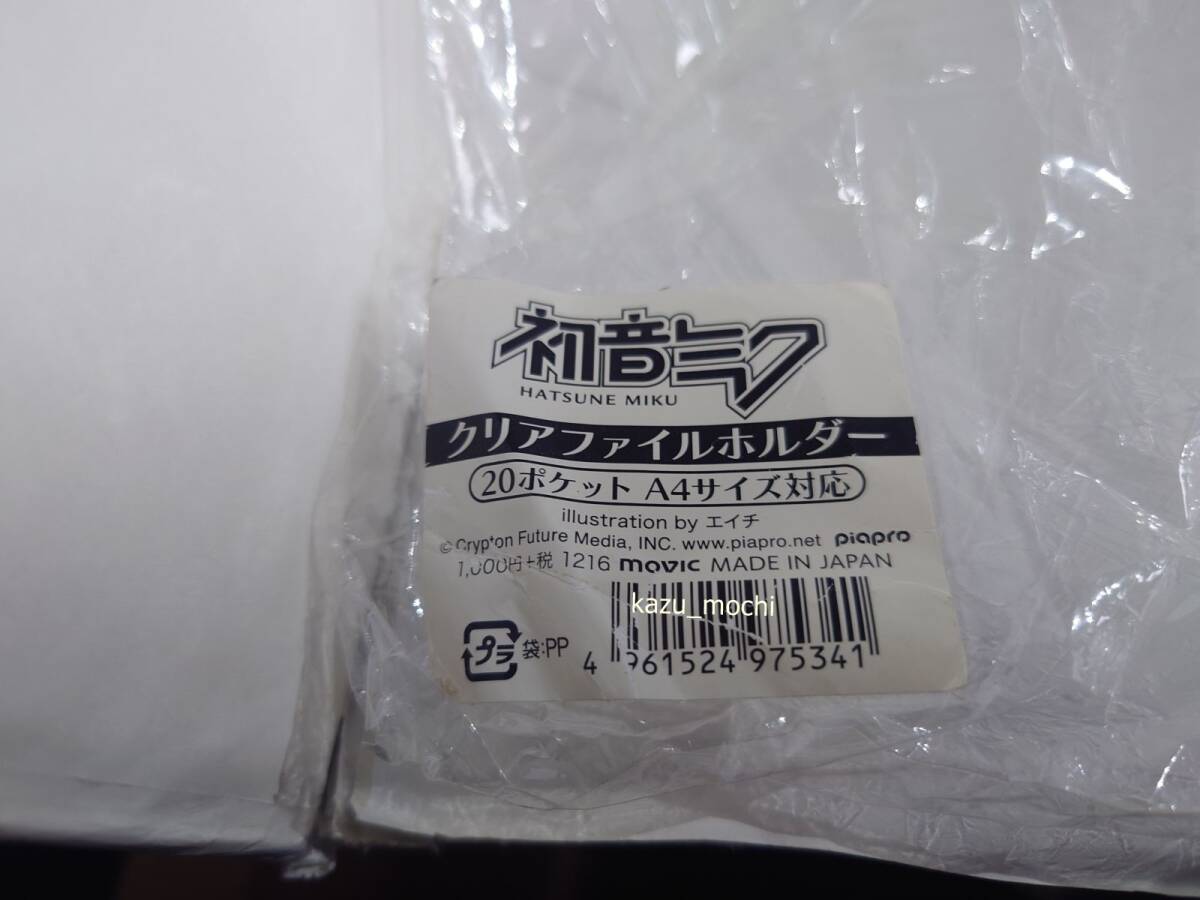 初音ミク
HATSUNE MIKU
クリアファイルホルダー
20ポケット A4サイズ対応
illustration by エイチ
© Crypton Future Media, INC. www.piapro.net piapro
1,000円+税 1216 movic MADE IN JAPAN
kazu_mochi
プラ 袋:PP
4 961524 975341